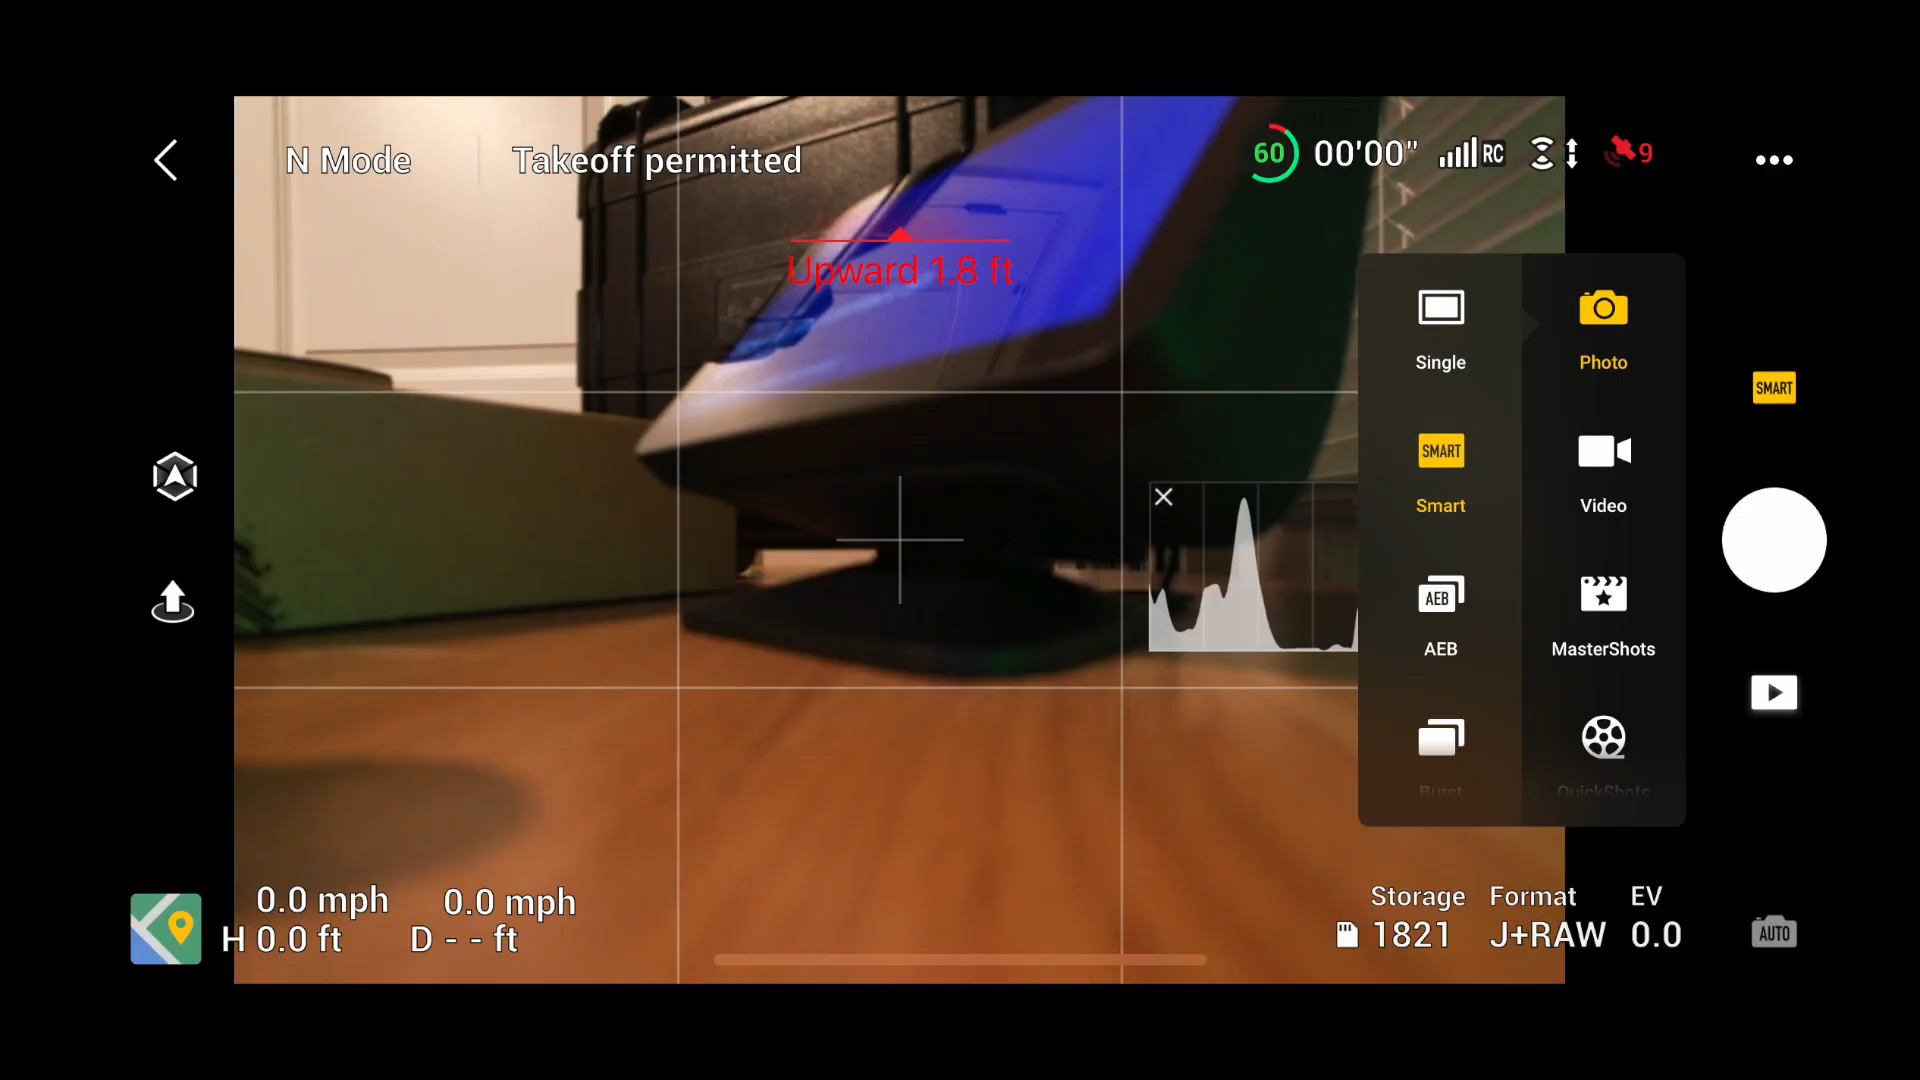 N Mode
Takeoff permitted
60
00'00"
RC
9
Upward 1.8 ft
Single
Photo
SMART
SMART
Smart
Video
AEB
AEB
MasterShots
Burst
QuickShots
0.0 mph
0.0 mph
H 0.0 ft
D - - ft
Storage
Format
EV
1821
J+RAW
0.0
AUTO